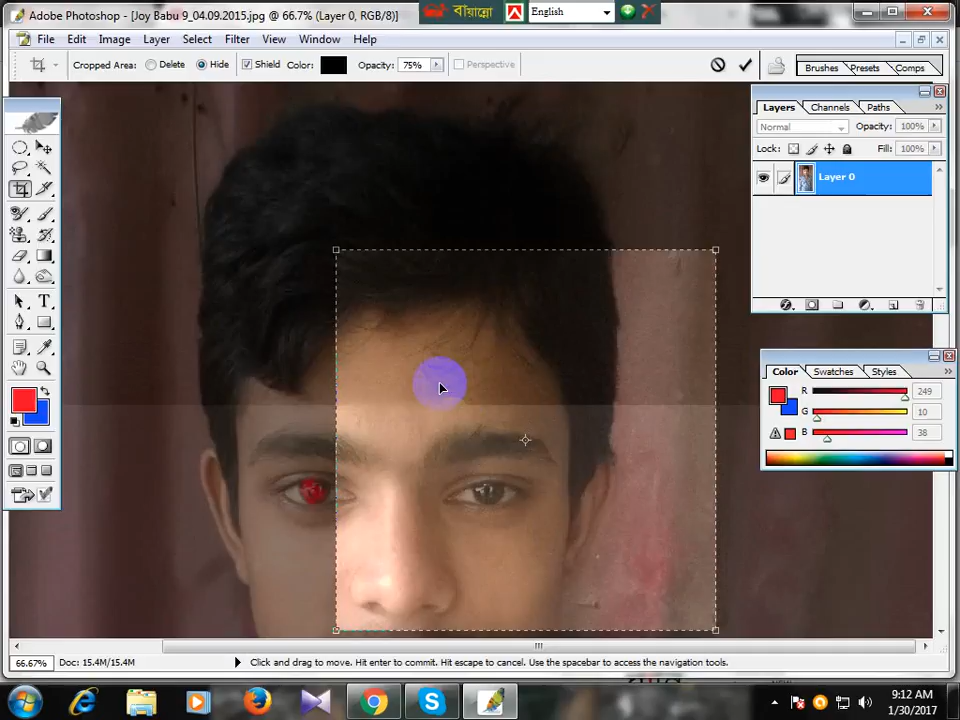 Adobe Photoshop - [Joy Babu 9_04.09.2015.jpg @ 66.7% (Layer 0, RGB/8)]
বায়ান্নো
English
File Edit Image Layer Select Filter View Window Help
Cropped Area: Delete Hide Shield Color: Opacity: 75% Perspective
Brushes Presets Comps
Layers Channels Paths
Normal Opacity: 100%
Lock: Fill: 100%
Layer 0
T
Color Swatches Styles
R 249
G 10
B 38
66.67% Doc: 15.4M/15.4M Click and drag to move. Hit enter to commit. Hit escape to cancel. Use the spacebar to access the navigation tools.
9:12 AM
1/30/2017